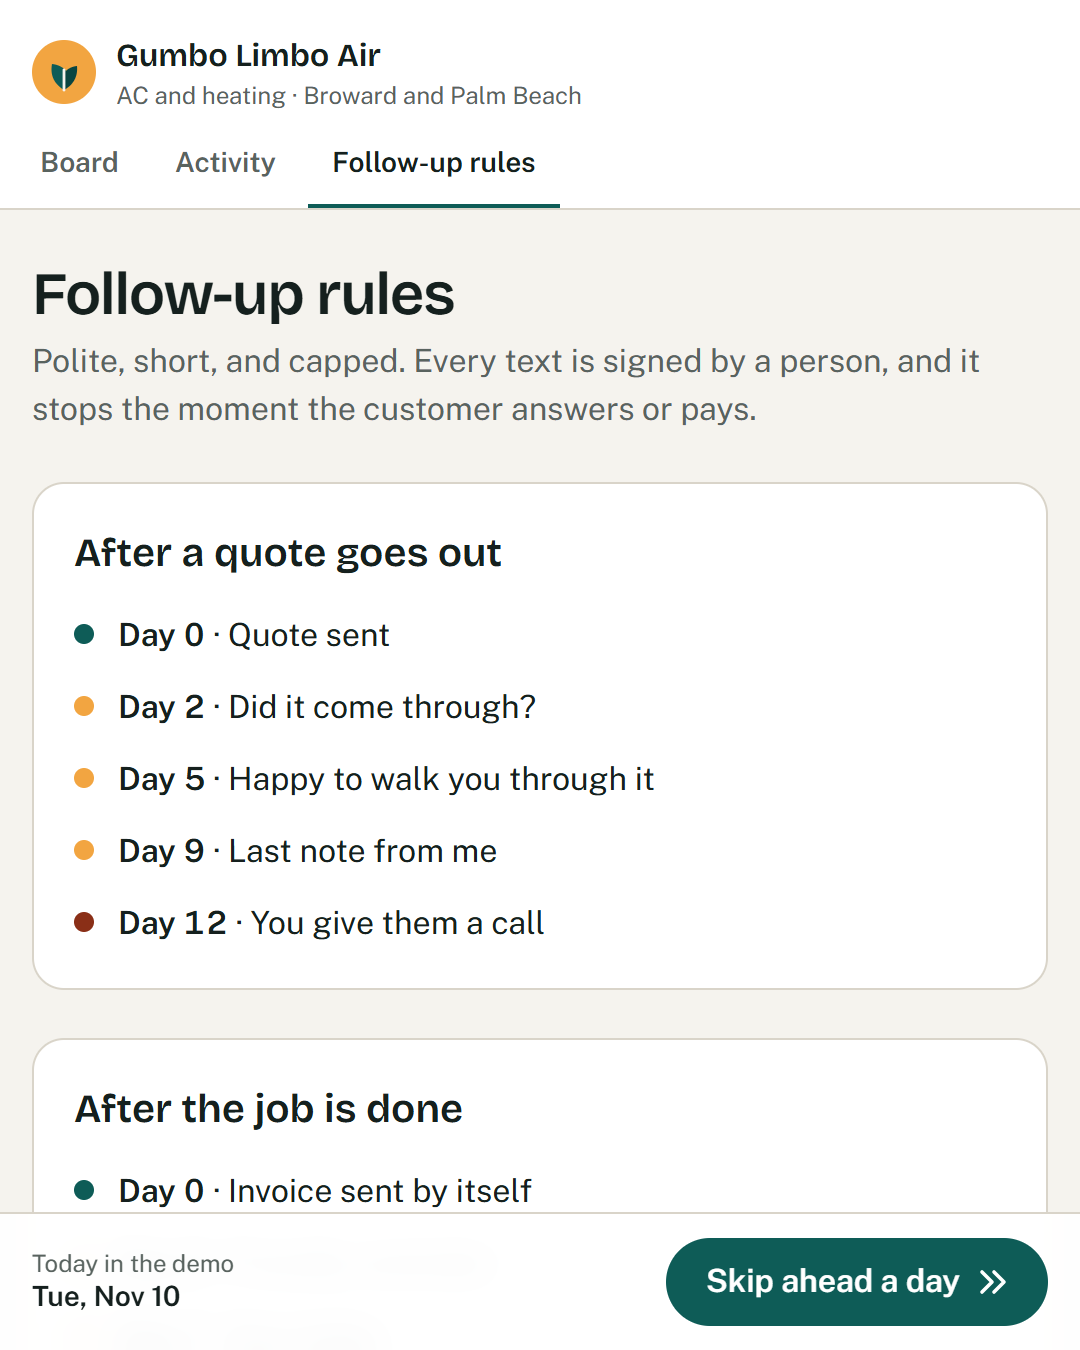 Gumbo Limbo Air
AC and heating · Broward and Palm Beach
Board Activity Follow-up rules
Follow-up rules
Polite, short, and capped. Every text is signed by a person, and it
stops the moment the customer answers or pays.
After a quote goes out
Day 0 · Quote sent
Day 2 · Did it come through?
Day 5 · Happy to walk you through it
Day 9 · Last note from me
Day 12 · You give them a call
After the job is done
Day 0 · Invoice sent by itself
Today in the demo
Tue, Nov 10
Skip ahead a day